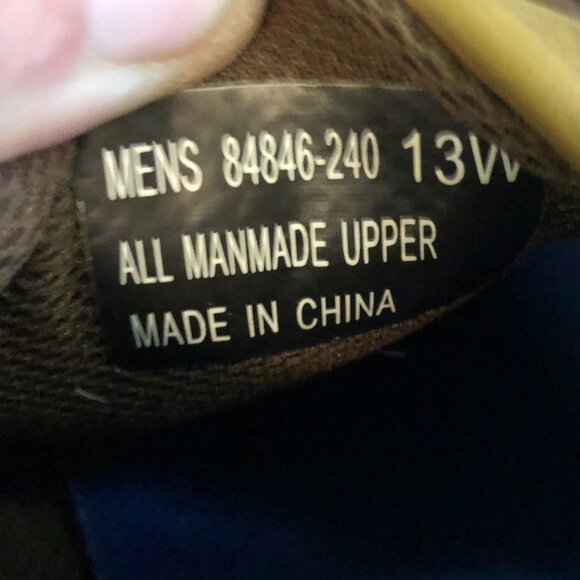 MENS 84846-240 13W
ALL MANMADE UPPER
MADE IN CHINA